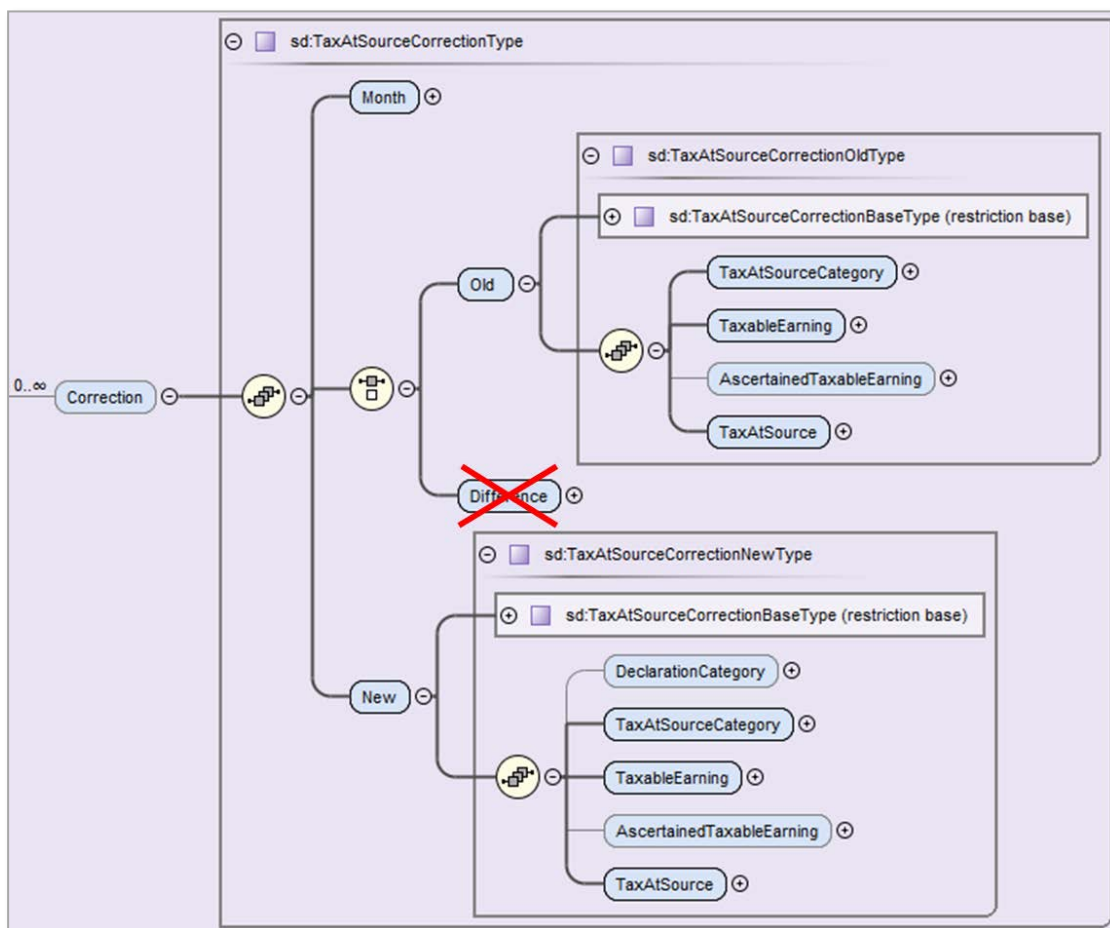 sd:TaxAtSourceCorrectionType
Month
sd:TaxAtSourceCorrectionOldType
sd:TaxAtSourceCorrectionBaseType (restriction base)
Old
TaxAtSourceCategory
TaxableEarning
AscertainedTaxableEarning
TaxAtSource
0..∞
Correction
Difference
sd:TaxAtSourceCorrectionNewType
sd:TaxAtSourceCorrectionBaseType (restriction base)
New
DeclarationCategory
TaxAtSourceCategory
TaxableEarning
AscertainedTaxableEarning
TaxAtSource